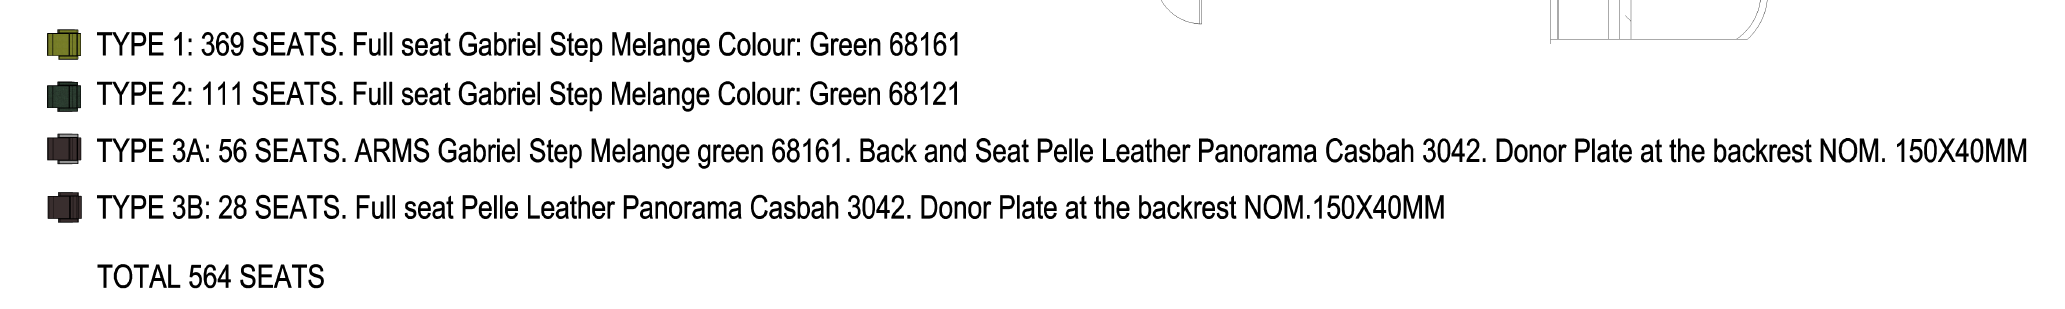 TYPE 1: 369 SEATS. Full seat Gabriel Step Melange Colour: Green 68161
TYPE 2: 111 SEATS. Full seat Gabriel Step Melange Colour: Green 68121
TYPE 3A: 56 SEATS. ARMS Gabriel Step Melange green 68161. Back and Seat Pelle Leather Panorama Casbah 3042. Donor Plate at the backrest NOM. 150X40MM
TYPE 3B: 28 SEATS. Full seat Pelle Leather Panorama Casbah 3042. Donor Plate at the backrest NOM.150X40MM
TOTAL 564 SEATS